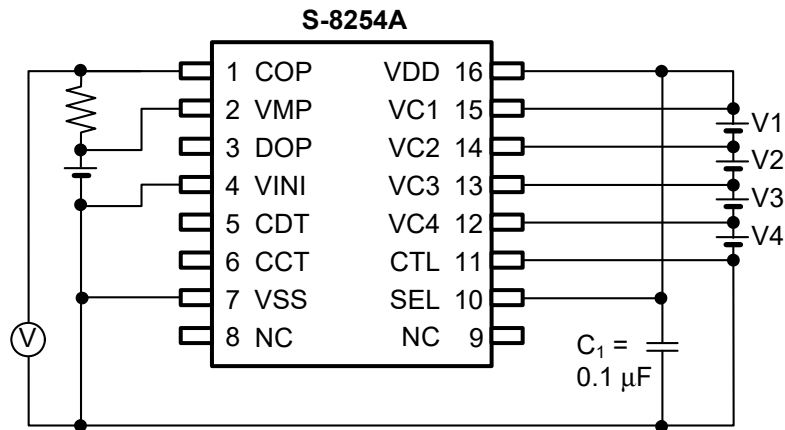 S-8254A
1 COP VDD 16
2 VMP VC1 15
3 DOP VC2 14
4 VINI VC3 13
5 CDT VC4 12
6 CCT CTL 11
7 VSS SEL 10
8 NC NC 9
V1
V2
V3
V4
V
C₁ =
0.1 μF